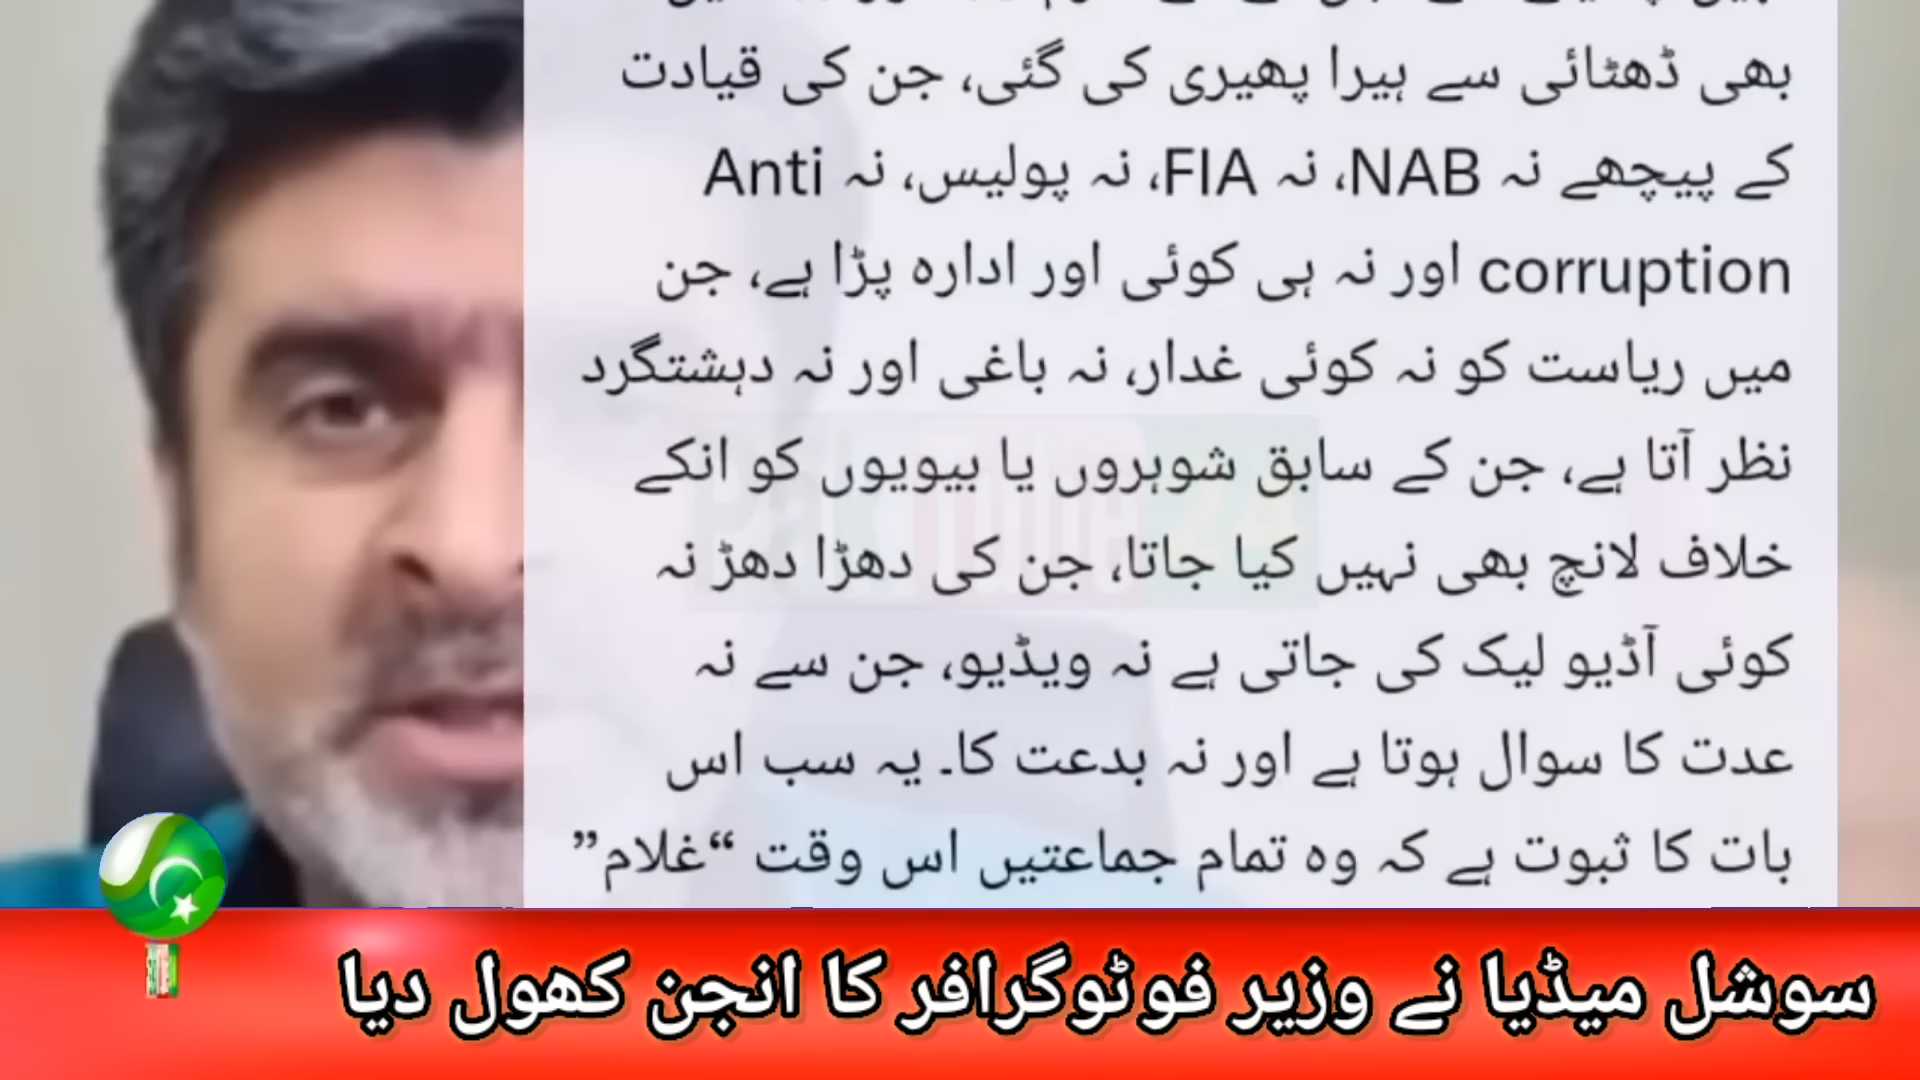 بھی ڈھٹائی سے ہیرا پھیری کی گئی، جن کی قیادت
کے پیچھے نہ NAB، نہ FIA، نہ پولیس، نہ Anti
corruption اور نہ ہی کوئی اور ادارہ پڑا ہے، جن
میں ریاست کو نہ کوئی غدار، نہ باغی اور نہ دہشتگرد
نظر آتا ہے، جن کے سابق شوہروں یا بیویوں کو انکے
خلاف لانچ بھی نہیں کیا جاتا، جن کی دھڑا دھڑ نہ
کوئی آڈیو لیک کی جاتی ہے نہ ویڈیو، جن سے نہ
عدت کا سوال ہوتا ہے اور نہ بدعت کا۔ یہ سب اس
بات کا ثبوت ہے کہ وہ تمام جماعتیں اس وقت “غلام”
سوشل میڈیا نے وزیر فوٹوگرافر کا انجن کھول دیا